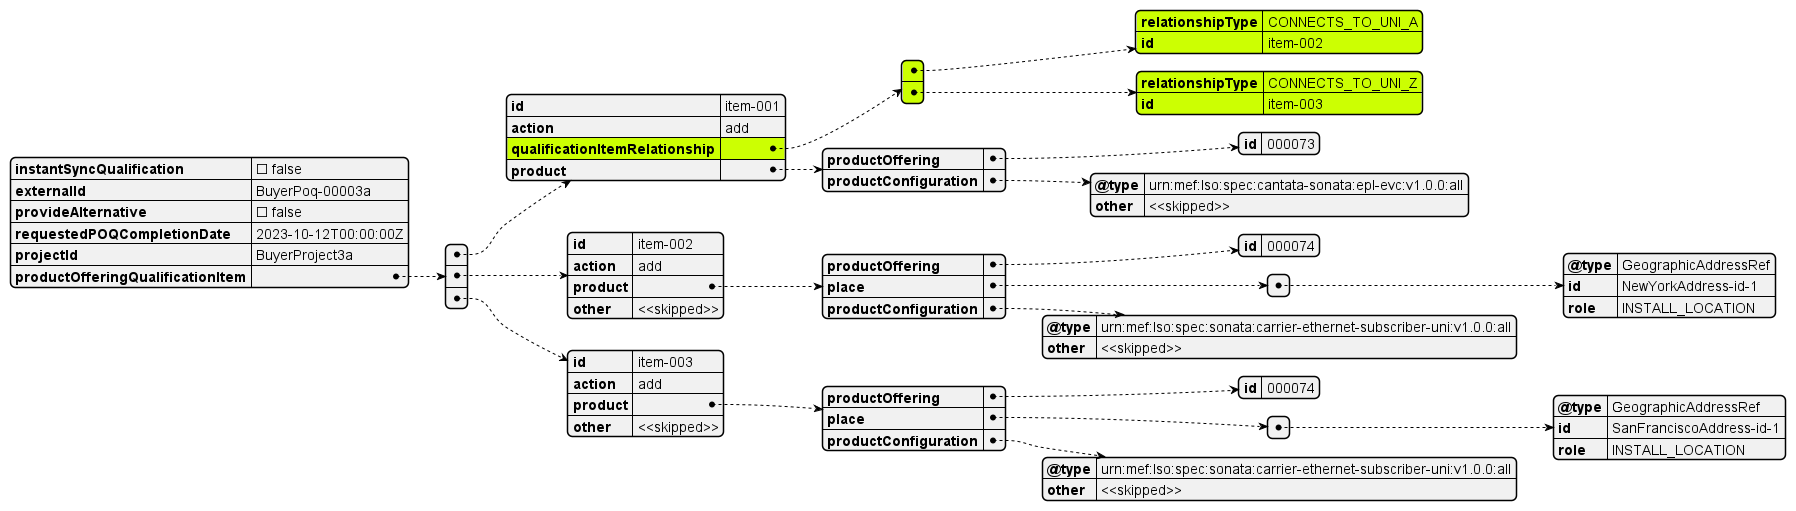 instantSyncQualification ☐ false
externalId BuyerPoq-00003a
provideAlternative ☐ false
requestedPOQCompletionDate 2023-10-12T00:00:00Z
projectId BuyerProject3a
productOfferingQualificationItem
id item-001
action add
qualificationItemRelationship
product
relationshipType CONNECTS_TO_UNI_A
id item-002
relationshipType CONNECTS_TO_UNI_Z
id item-003
productOffering
productConfiguration
id 000073
@type urn:mef:lso:spec:cantata-sonata:epl-evc:v1.0.0:all
other <<skipped>>
id item-002
action add
product
other <<skipped>>
productOffering
place
productConfiguration
id 000074
@type GeographicAddressRef
id NewYorkAddress-id-1
role INSTALL_LOCATION
@type urn:mef:lso:spec:sonata:carrier-ethernet-subscriber-uni:v1.0.0:all
other <<skipped>>
id item-003
action add
product
other <<skipped>>
productOffering
place
productConfiguration
id 000074
@type GeographicAddressRef
id SanFranciscoAddress-id-1
role INSTALL_LOCATION
@type urn:mef:lso:spec:sonata:carrier-ethernet-subscriber-uni:v1.0.0:all
other <<skipped>>